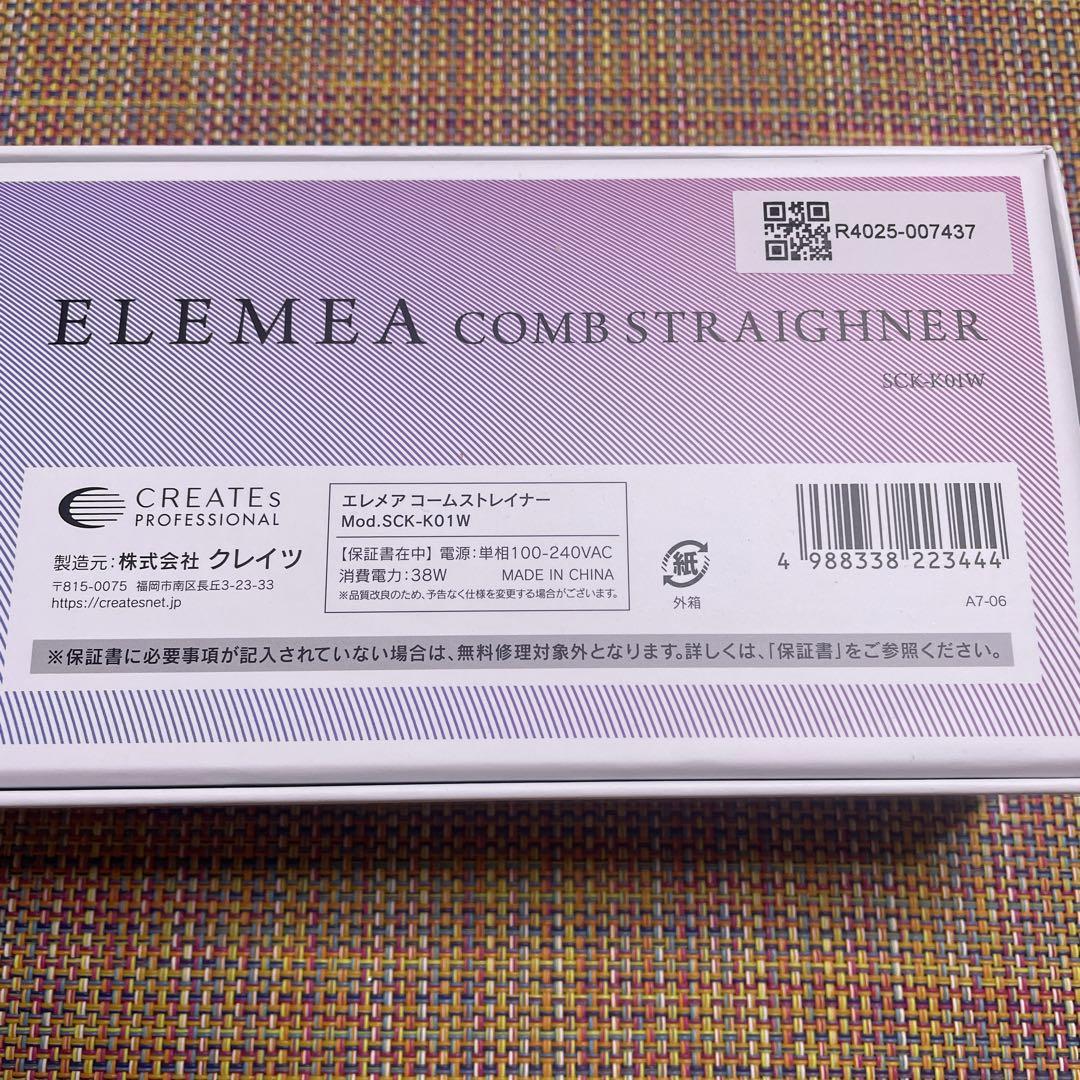 R4025-007437
ELEMEA COMB STRAIGHNER
SCK-K01W
CREATEs
PROFESSIONAL
製造元:株式会社 クレイツ
〒815-0075 福岡市南区長丘3-23-33
https://createsnet.jp
エレメア コームストレイナー
Mod.SCK-K01W
【保証書在中】電源:単相100-240VAC
消費電力:38W MADE IN CHINA
※品質改良のため、予告なく仕様を変更する場合がございます。
紙
外箱
4 988338 223444
A7-06
※保証書に必要事項が記入されていない場合は、無料修理対象外となります。詳しくは、「保証書」をご参照ください。